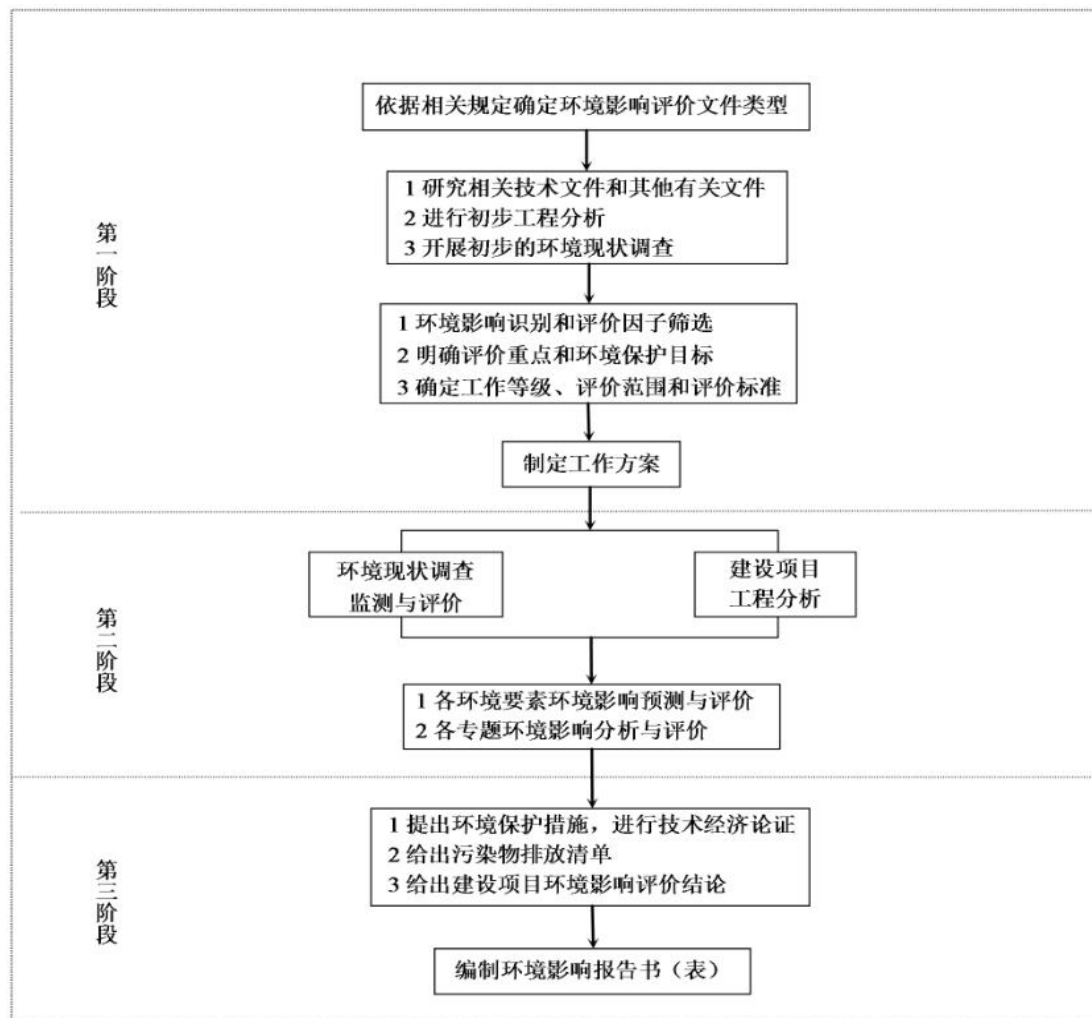 依据相关规定确定环境影响评价文件类型
1 研究相关技术文件和其他有关文件
2 进行初步工程分析
3 开展初步的环境现状调查
第一阶段
1 环境影响识别和评价因子筛选
2 明确评价重点和环境保护目标
3 确定工作等级、评价范围和评价标准
制定工作方案
环境现状调查
监测与评价
建设项目
工程分析
第二阶段
1 各环境要素环境影响预测与评价
2 各专题环境影响分析与评价
1 提出环境保护措施，进行技术经济论证
2 给出污染物排放清单
3 给出建设项目环境影响评价结论
第三阶段
编制环境影响报告书（表）